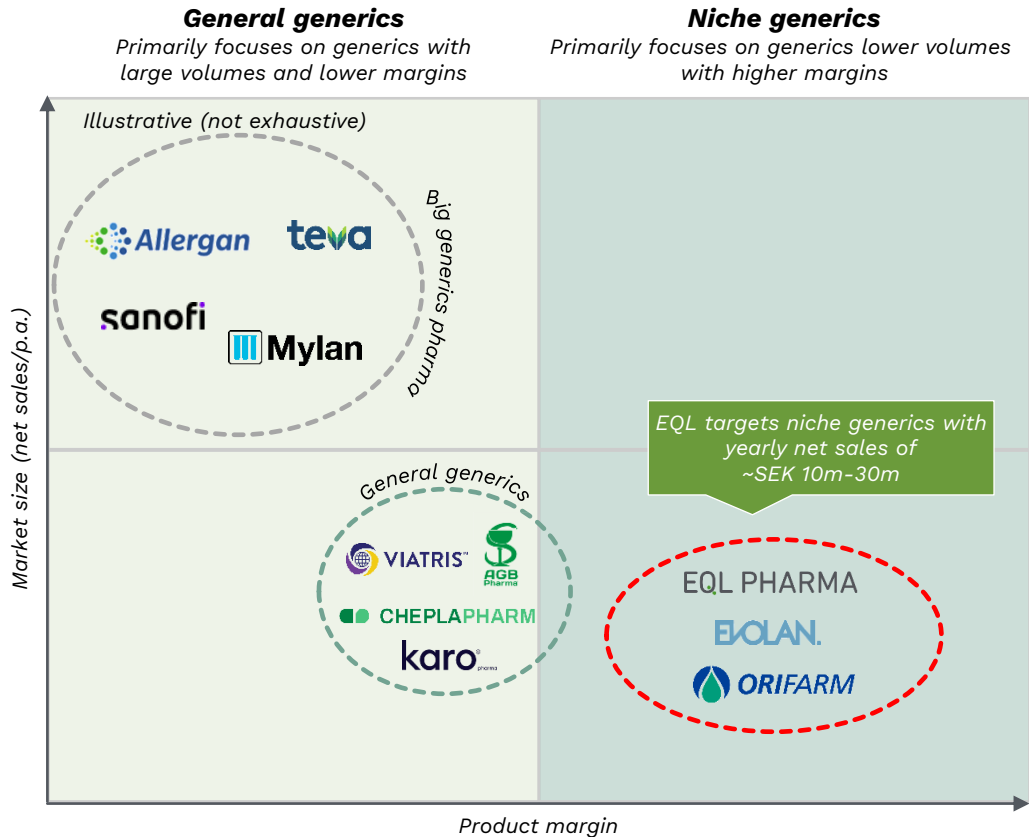 General generics
Primarily focuses on generics with
large volumes and lower margins
Niche generics
Primarily focuses on generics lower volumes
with higher margins
Illustrative (not exhaustive)
Big generics pharma
Allergan
teva
sanofi
Mylan
Market size (net sales/p.a.)
EQL targets niche generics with
yearly net sales of
~SEK 10m-30m
General generics
VIATRIS™
AGB
Pharma
CHEPLAPHARM
karo®
pharma
EQL PHARMA
EVOLAN.
ORIFARM
Product margin